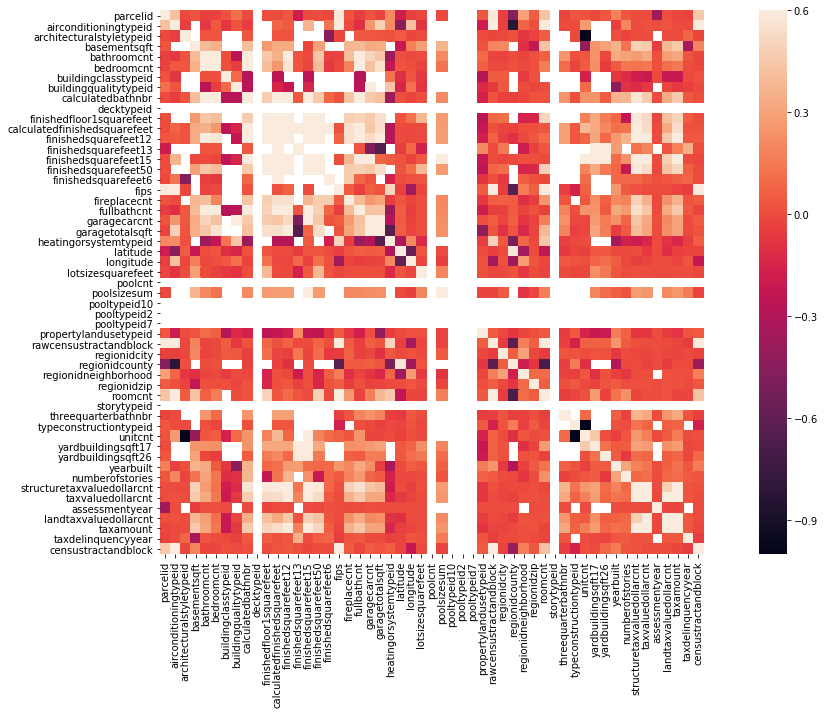 parcelid
airconditioningtypeid
architecturalstyletypeid
basementsqft
bathroomcnt
bedroomcnt
buildingclasstypeid
buildingqualitytypeid
calculatedbathnbr
decktypeid
finishedfloor1squarefeet
calculatedfinishedsquarefeet
finishedsquarefeet12
finishedsquarefeet13
finishedsquarefeet15
finishedsquarefeet50
finishedsquarefeet6
fips
fireplacecnt
fullbathcnt
garagecarcnt
garagetotalsqft
heatingorsystemtypeid
latitude
longitude
lotsizesquarefeet
poolcnt
poolsizesum
pooltypeid10
pooltypeid2
pooltypeid7
propertylandusetypeid
rawcensustractandblock
regionidcity
regionidcounty
regionidneighborhood
regionidzip
roomcnt
storytypeid
threequarterbathnbr
typeconstructiontypeid
unitcnt
yardbuildingsqft17
yardbuildingsqft26
yearbuilt
numberofstories
structuretaxvaluedollarcnt
taxvaluedollarcnt
assessmentyear
landtaxvaluedollarcnt
taxamount
taxdelinquencyyear
censustractandblock
0.6
0.3
0.0
−0.3
−0.6
−0.9
parcelid
airconditioningtypeid
architecturalstyletypeid
basementsqft
bathroomcnt
bedroomcnt
buildingclasstypeid
buildingqualitytypeid
calculatedbathnbr
decktypeid
finishedfloor1squarefeet
calculatedfinishedsquarefeet
finishedsquarefeet12
finishedsquarefeet13
finishedsquarefeet15
finishedsquarefeet50
finishedsquarefeet6
fips
fireplacecnt
fullbathcnt
garagecarcnt
garagetotalsqft
heatingorsystemtypeid
latitude
longitude
lotsizesquarefeet
poolcnt
poolsizesum
pooltypeid10
pooltypeid2
pooltypeid7
propertylandusetypeid
rawcensustractandblock
regionidcity
regionidcounty
regionidneighborhood
regionidzip
roomcnt
storytypeid
threequarterbathnbr
typeconstructiontypeid
unitcnt
yardbuildingsqft17
yardbuildingsqft26
yearbuilt
numberofstories
structuretaxvaluedollarcnt
taxvaluedollarcnt
assessmentyear
landtaxvaluedollarcnt
taxamount
taxdelinquencyyear
censustractandblock